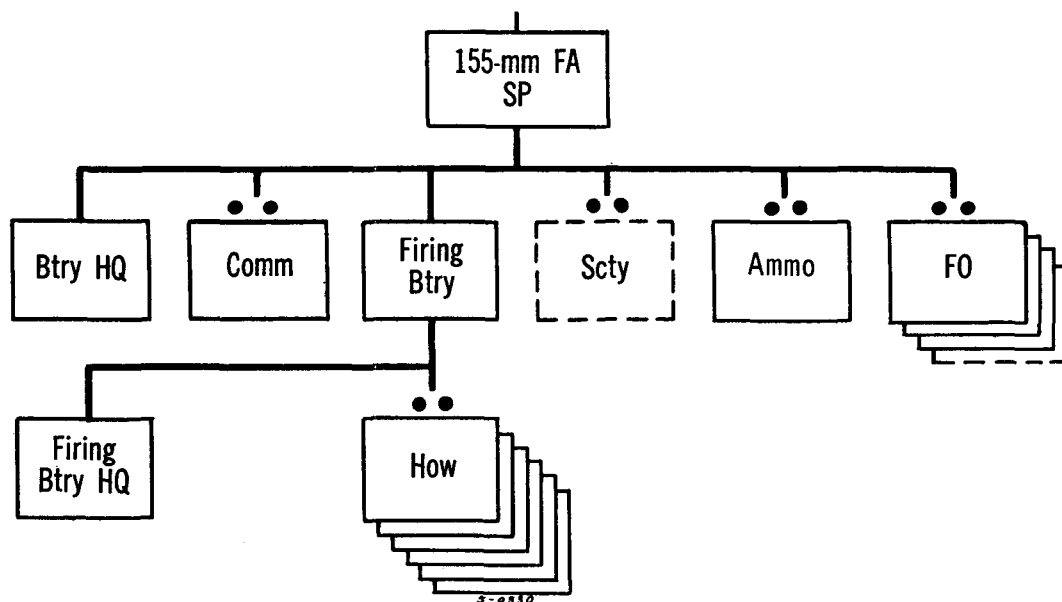 155-mm FA
SP
Btry HQ
Comm
Firing
Btry
Scty
Ammo
FO
Firing
Btry HQ
How